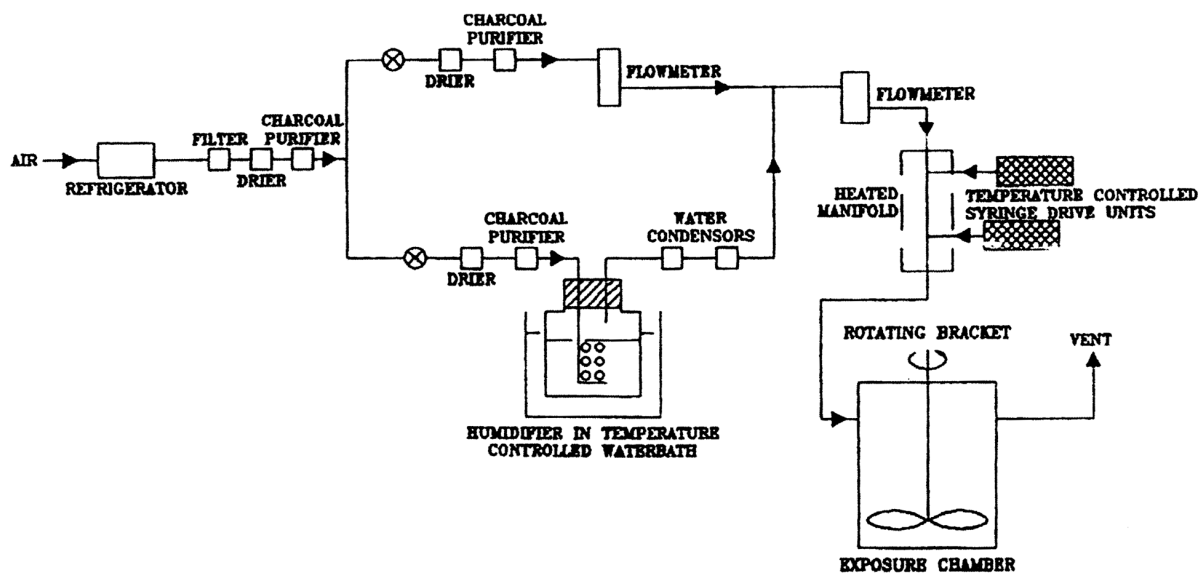 CHARCOAL
PURIFIER
DRIER
FLOWMETER
FLOWMETER
CHARCOAL
PURIFIER
FILTER
AIR
DRIER
REFRIGERATOR
HEATED
MANIFOLD
TEMPERATURE CONTROLLED
SYRINGE DRIVE UNITS
CHARCOAL
PURIFIER
WATER
CONDENSORS
DRIER
HUMIDIFIER IN TEMPERATURE
CONTROLLED WATERBATH
ROTATING BRACKET
VENT
EXPOSURE CHAMBER